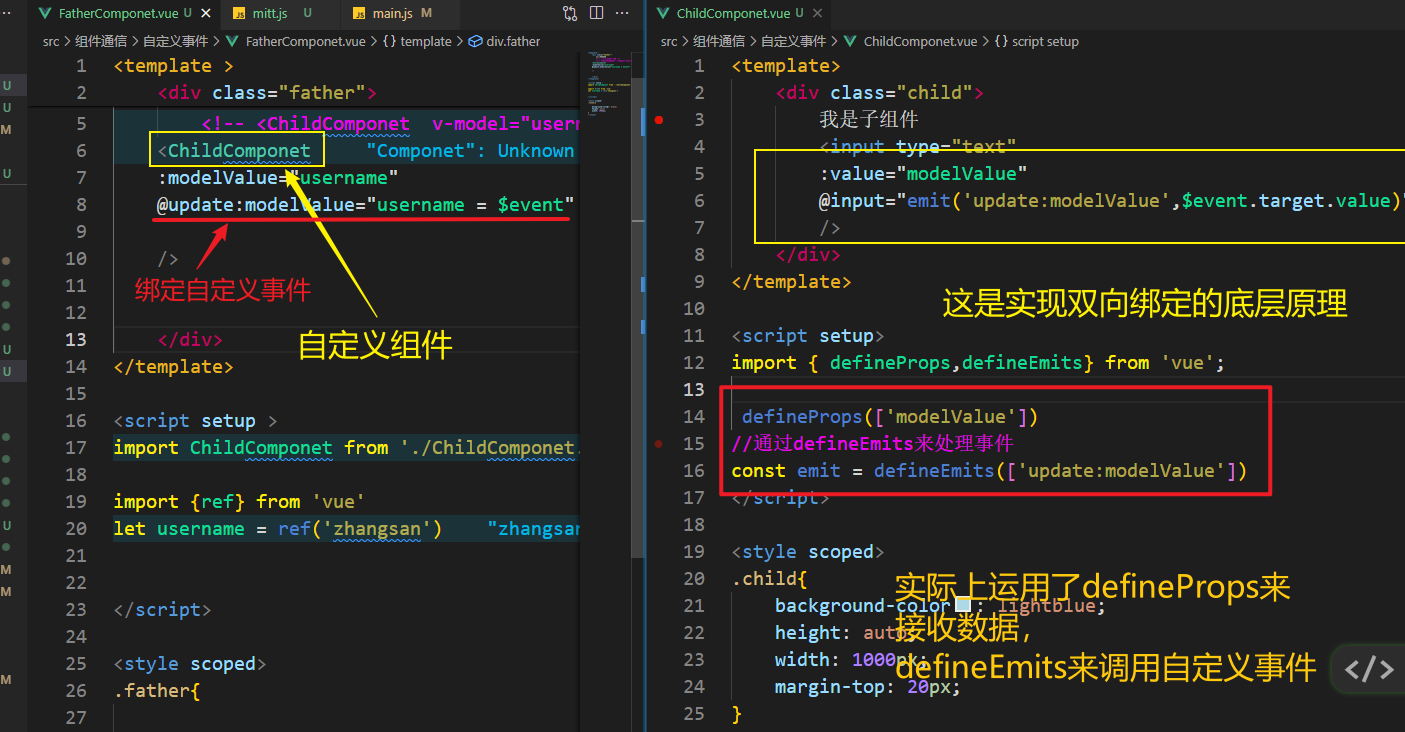 FatherComponet.vue U
mitt.js U
main.js M
src > 组件通信 > 自定义事件 > FatherComponet.vue > {} template > div.father
1 <template >
2 <div class="father">
5 <!-- <ChildComponet v-model="user
6 <ChildComponet "Componet": Unknown
7 :modelValue="username"
8 @update:modelValue="username = $event"
9
10 />
11
12
13 </div>
14 </template>
15
16 <script setup >
17 import ChildComponet from './ChildComponet.
18
19 import {ref} from 'vue'
20 let username = ref('zhangsan') "zhangsan
21
22
23 </script>
24
25 <style scoped>
26 .father{
27
绑定自定义事件
自定义组件
ChildComponet.vue U
src > 组件通信 > 自定义事件 > ChildComponet.vue > {} script setup
1 <template>
2 <div class="child">
3 我是子组件
4 <input type="text"
5 :value="modelValue"
6 @input="emit('update:modelValue',$event.target.value)"
7 />
8 </div>
9 </template>
10
11 <script setup>
12 import { defineProps,defineEmits} from 'vue';
13
14 defineProps(['modelValue'])
15 //通过defineEmits来处理事件
16 const emit = defineEmits(['update:modelValue'])
17 </script>
18
19 <style scoped>
20 .child{
21 background-color: lightblue;
22 height: auto;
23 width: 1000px;
24 margin-top: 20px;
25 }
这是实现双向绑定的底层原理
实际上运用了defineProps来
接收数据，
defineEmits来调用自定义事件